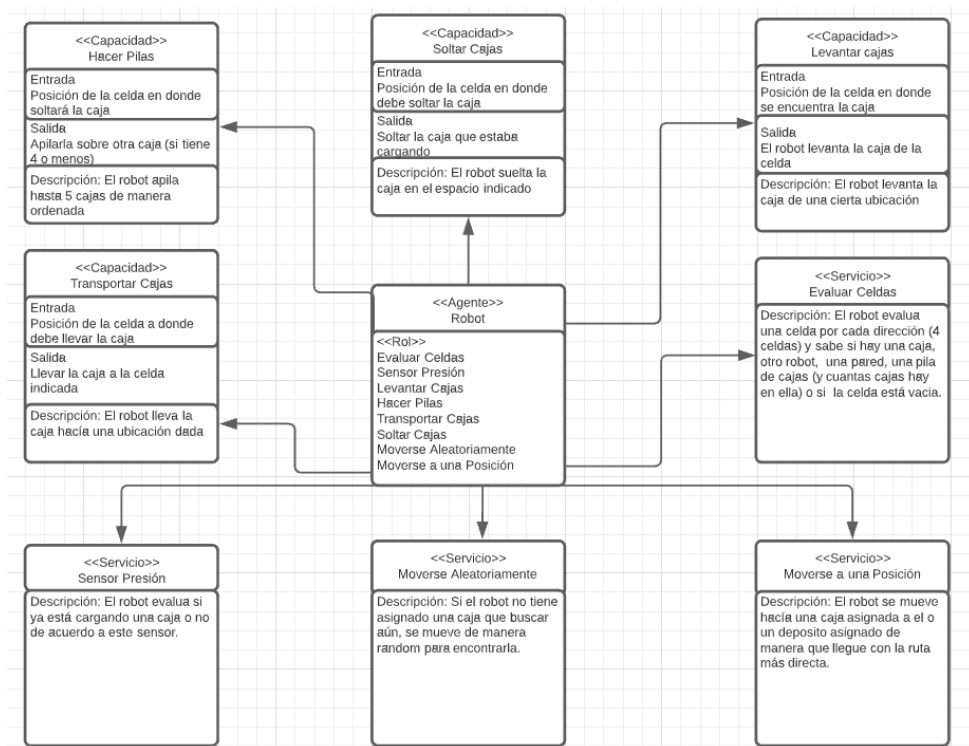 <<Capacidad>>
Hacer Pilas
Entrada
Posición de la celda en donde
soltará la caja
Salida
Apilarla sobre otra caja (si tiene
4 o menos)
Descripción: El robot apila
hasta 5 cajas de manera
ordenada
<<Capacidad>>
Soltar Cajas
Entrada
Posición de la celda en donde
debe soltar la caja
Salida
Soltar la caja que estaba
cargando
Descripción: El robot suelta la
caja en el espacio indicado
<<Capacidad>>
Levantar cajas
Entrada
Posición de la celda en donde
se encuentra la caja
Salida
El robot levanta la caja de la
celda
Descripción: El robot levanta la
caja de una cierta ubicación
<<Capacidad>>
Transportar Cajas
Entrada
Posición de la celda a donde
debe llevar la caja
Salida
Llevar la caja a la celda
indicada
Descripción: El robot lleva la
caja hacía una ubicación dada
<<Agente>>
Robot
<<Rol>>
Evaluar Celdas
Sensor Presión
Levantar Cajas
Hacer Pilas
Transportar Cajas
Soltar Cajas
Moverse Aleatoriamente
Moverse a una Posición
<<Servicio>>
Evaluar Celdas
Descripción: El robot evalua
una celda por cada dirección (4
celdas) y sabe si hay una caja,
otro robot, una pared, una pila
de cajas (y cuantas cajas hay
en ella) o si la celda está vacia.
<<Servicio>>
Sensor Presión
Descripción: El robot evalua si
ya está cargando una caja o no
de acuerdo a este sensor.
<<Servicio>>
Moverse Aleatoriamente
Descripción: Si el robot no tiene
asignado una caja que buscar
aún, se mueve de manera
random para encontrarla.
<<Servicio>>
Moverse a una Posición
Descripción: El robot se mueve
hacía una caja asignada a el o
un deposito asignado de
manera que llegue con la ruta
más directa.